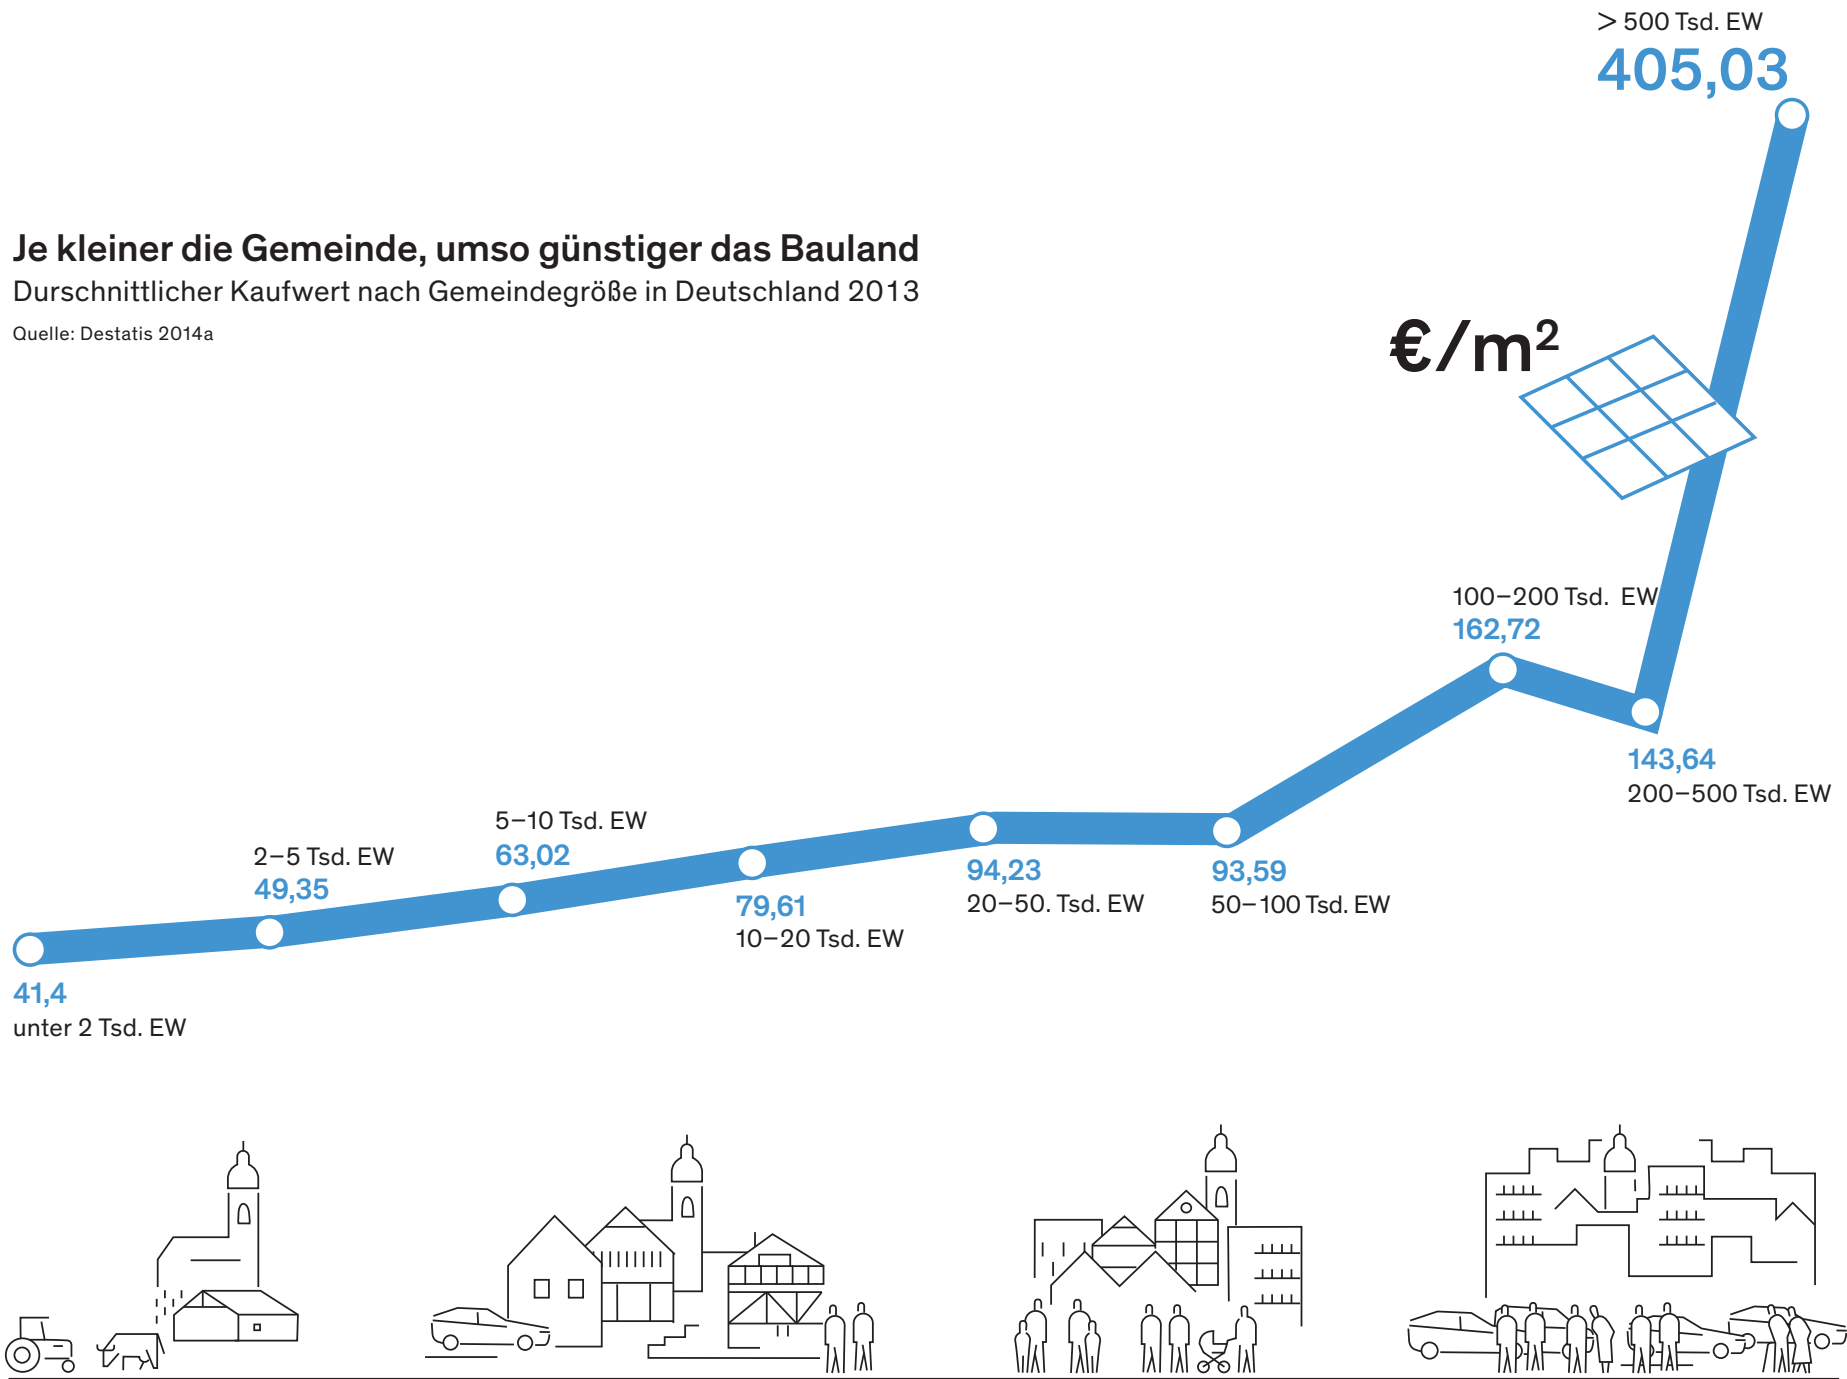 > 500 Tsd. EW
405,03
Je kleiner die Gemeinde, umso günstiger das Bauland
Durschnittlicher Kaufwert nach Gemeindegröße in Deutschland 2013
Quelle: Destatis 2014a
€/m²
100–200 Tsd. EW
162,72
143,64
200–500 Tsd. EW
5–10 Tsd. EW
63,02
2–5 Tsd. EW
49,35
79,61
10–20 Tsd. EW
94,23
20–50. Tsd. EW
93,59
50–100 Tsd. EW
41,4
unter 2 Tsd. EW